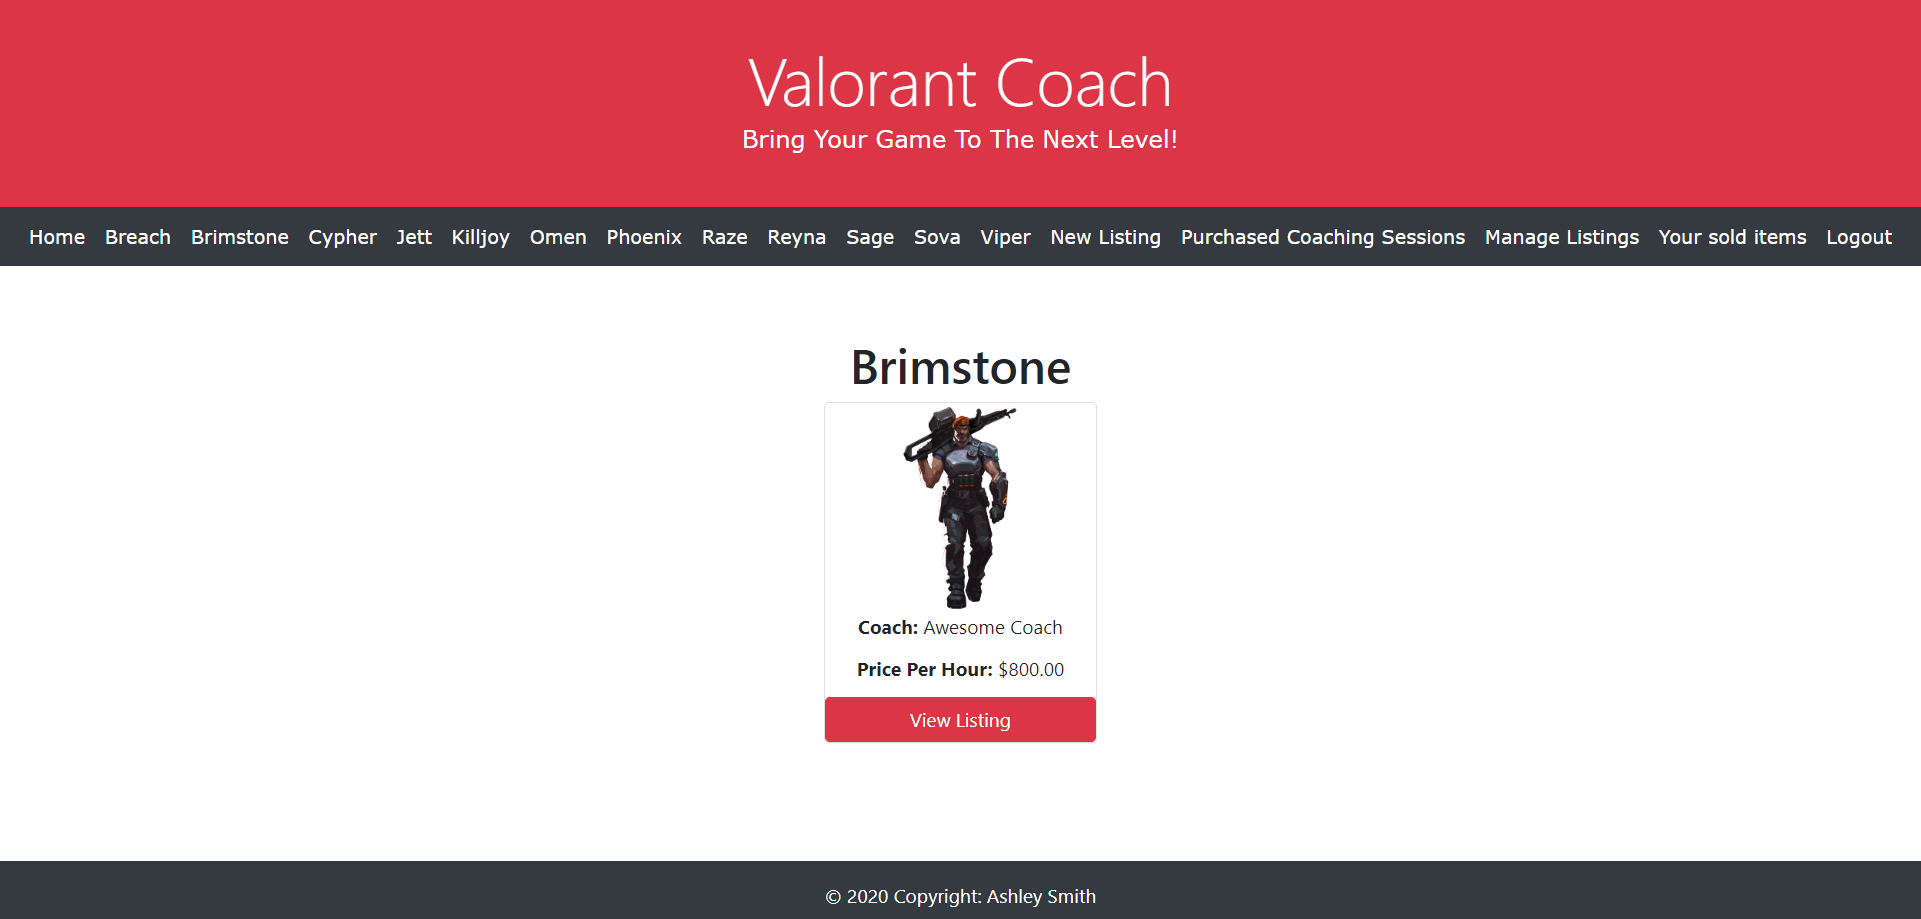 Valorant Coach
Bring Your Game To The Next Level!
Home Breach Brimstone Cypher Jett Killjoy Omen Phoenix Raze Reyna Sage Sova Viper New Listing Purchased Coaching Sessions Manage Listings Your sold items Logout
Brimstone
Coach: Awesome Coach
Price Per Hour: $800.00
View Listing
© 2020 Copyright: Ashley Smith